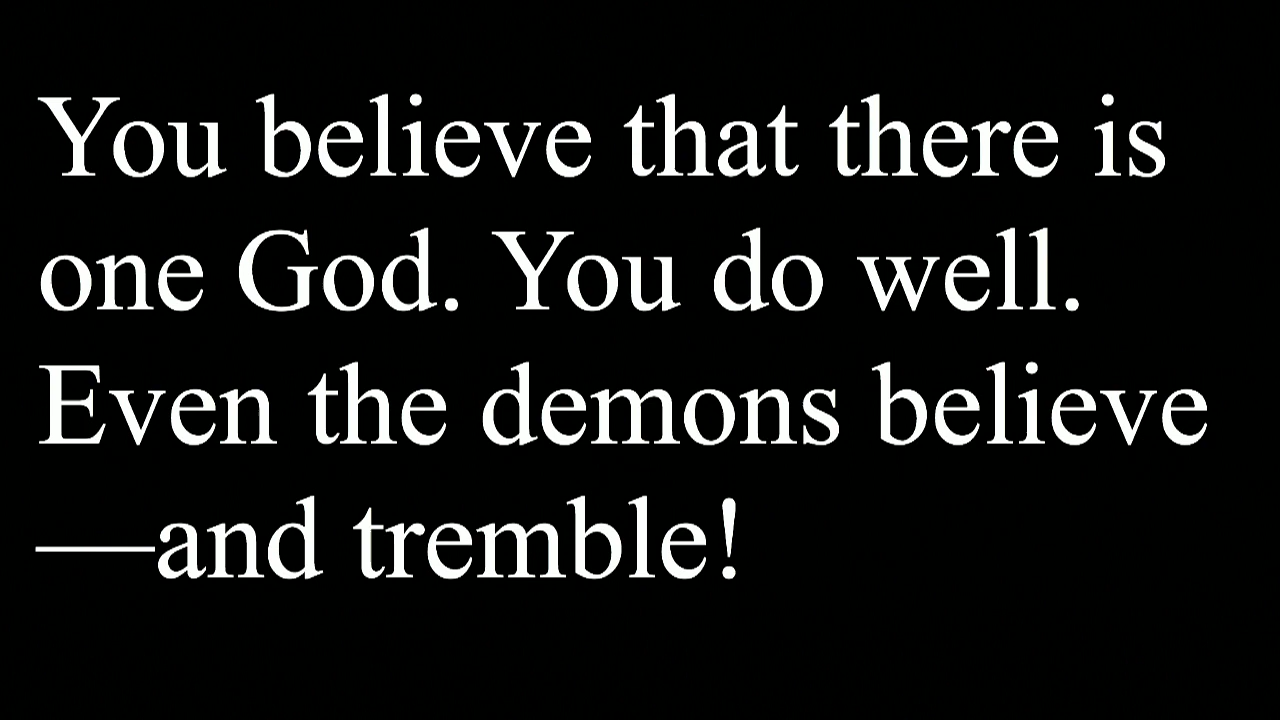 You believe that there is
one God. You do well.
Even the demons believe
—and tremble!